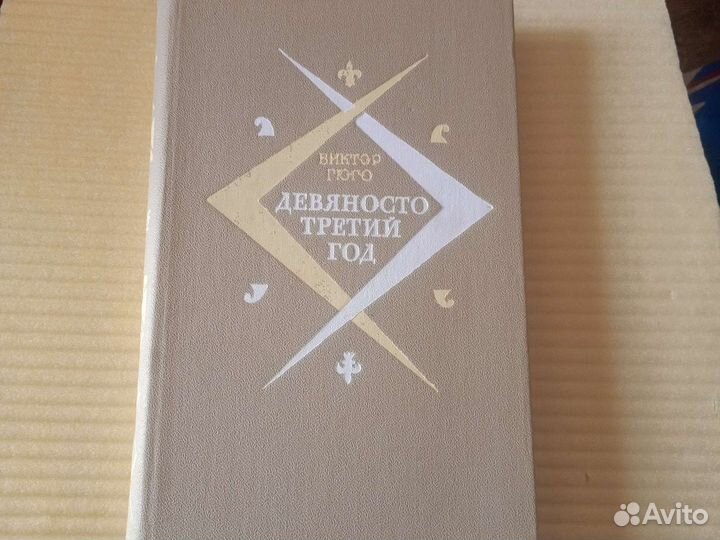 ВИКТОР
ГЮГО
ДЕВЯНОСТО
ТРЕТИЙ
ГОД
Avito